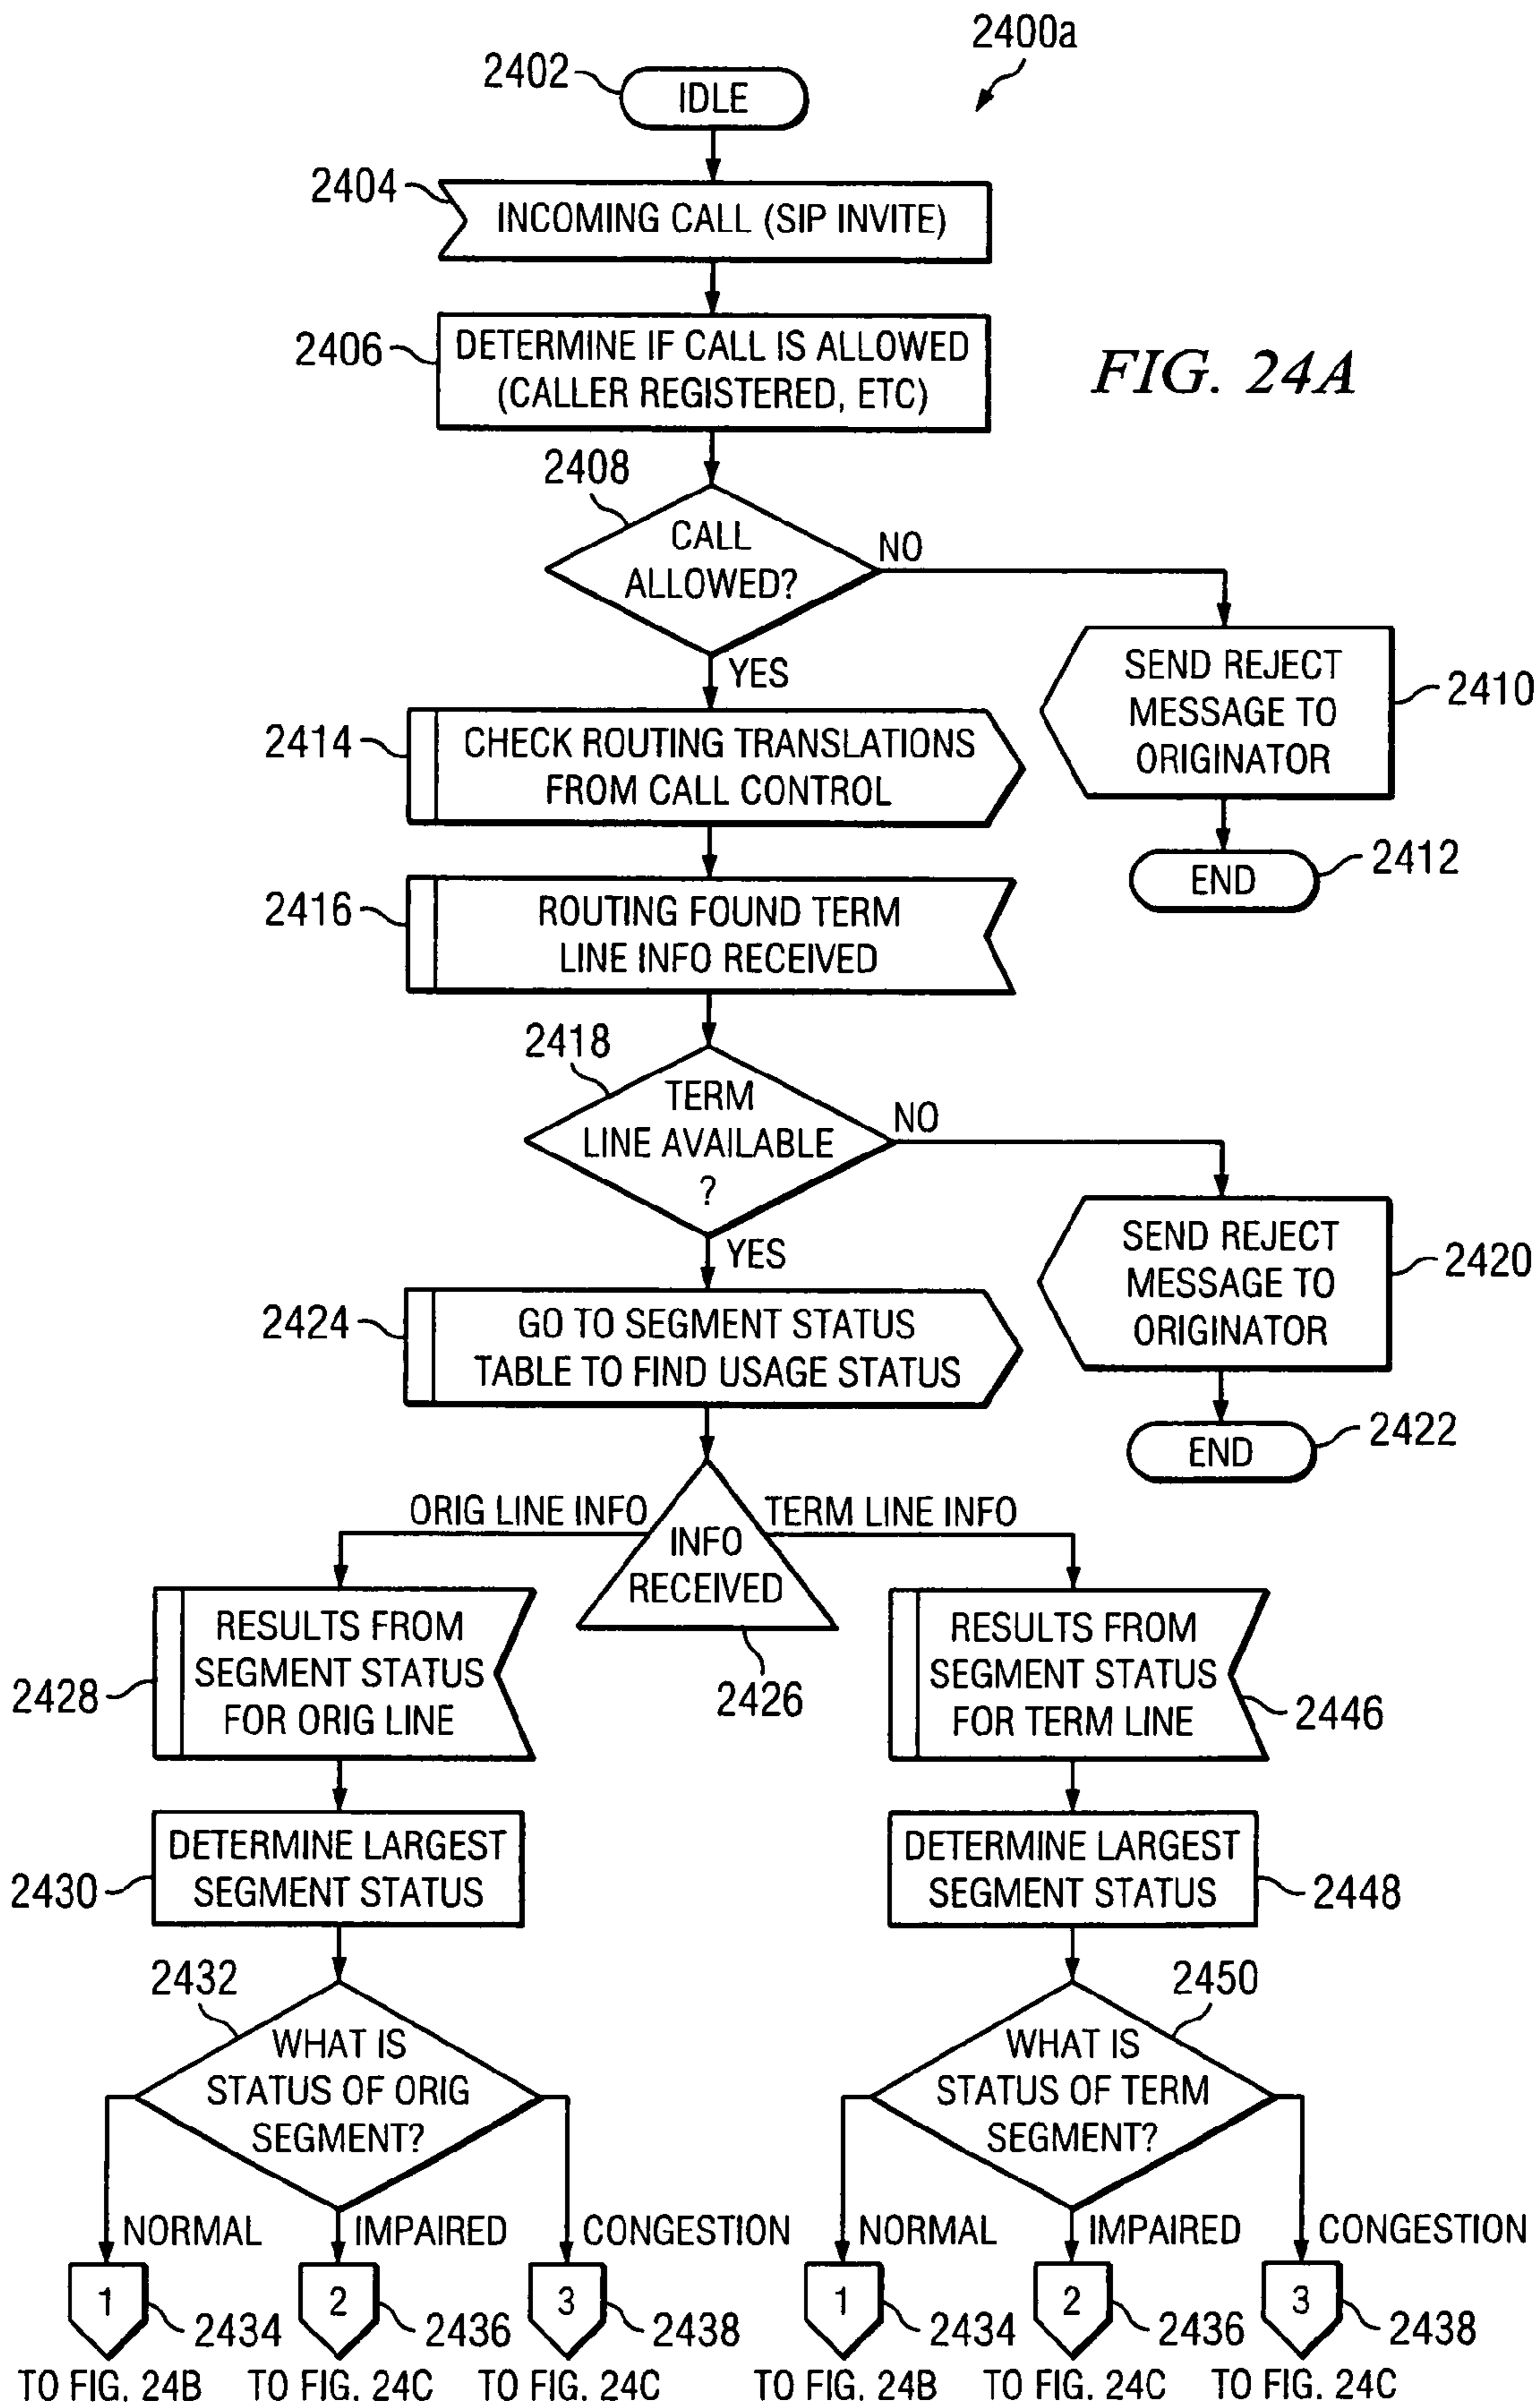 2400a
2402
IDLE
2404
INCOMING CALL (SIP INVITE)
2406
DETERMINE IF CALL IS ALLOWED
(CALLER REGISTERED, ETC)
FIG. 24A
2408
CALL
ALLOWED?
NO
YES
SEND REJECT
MESSAGE TO
ORIGINATOR
2410
2414
CHECK ROUTING TRANSLATIONS
FROM CALL CONTROL
END
2412
2416
ROUTING FOUND TERM
LINE INFO RECEIVED
2418
TERM
LINE AVAILABLE
?
NO
YES
SEND REJECT
MESSAGE TO
ORIGINATOR
2420
2424
GO TO SEGMENT STATUS
TABLE TO FIND USAGE STATUS
END
2422
ORIG LINE INFO
TERM LINE INFO
INFO
RECEIVED
2426
RESULTS FROM
SEGMENT STATUS
FOR ORIG LINE
2428
RESULTS FROM
SEGMENT STATUS
FOR TERM LINE
2446
DETERMINE LARGEST
SEGMENT STATUS
2430
DETERMINE LARGEST
SEGMENT STATUS
2448
2432
WHAT IS
STATUS OF ORIG
SEGMENT?
2450
WHAT IS
STATUS OF TERM
SEGMENT?
NORMAL
IMPAIRED
CONGESTION
NORMAL
IMPAIRED
CONGESTION
1
2434
2
2436
3
2438
1
2434
2
2436
3
2438
TO FIG. 24B
TO FIG. 24C
TO FIG. 24C
TO FIG. 24B
TO FIG. 24C
TO FIG. 24C